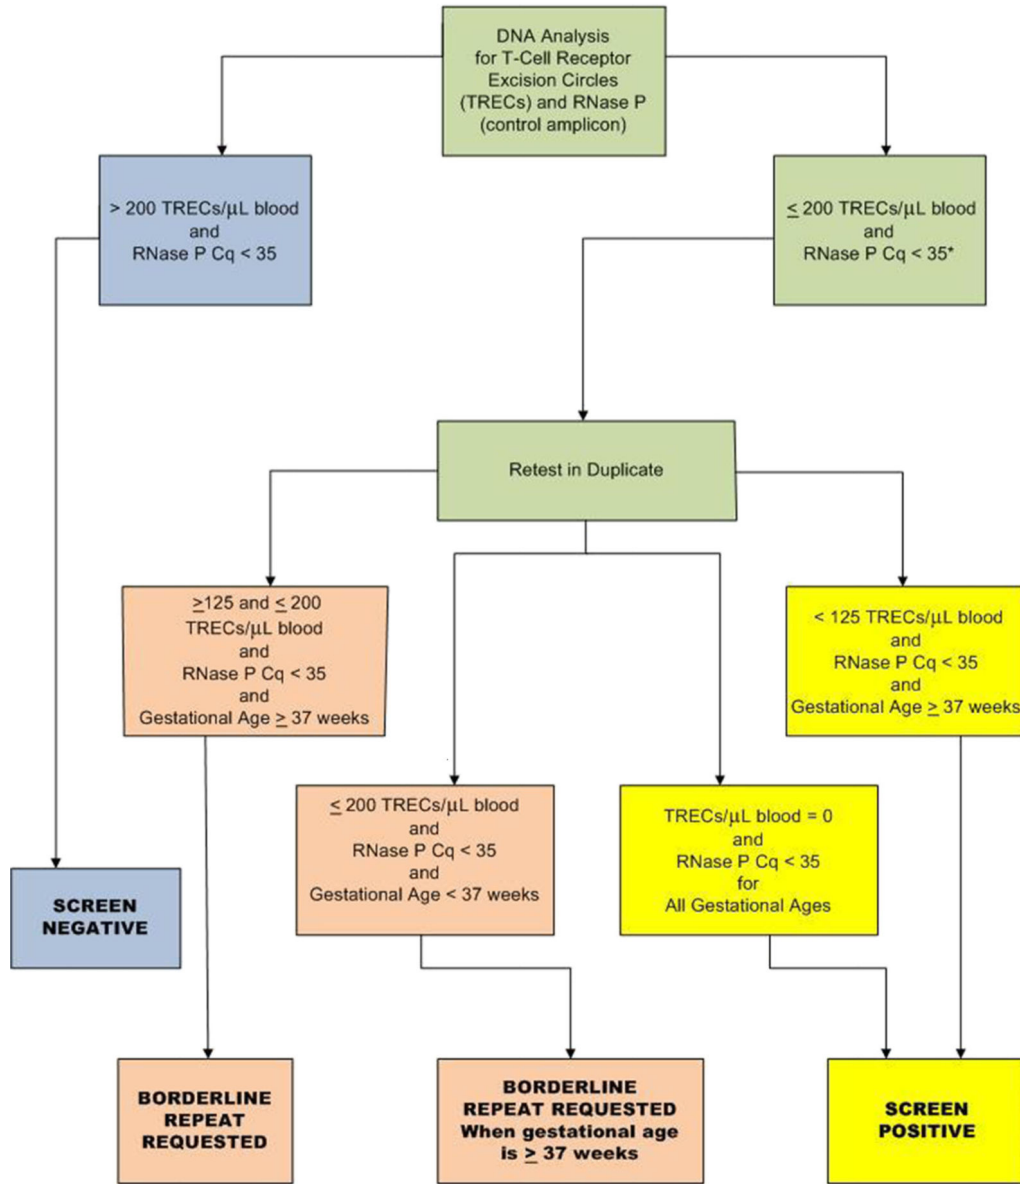 DNA Analysis
for T-Cell Receptor
Excision Circles
(TRECs) and RNase P
(control amplicon)
> 200 TRECs/μL blood
and
RNase P Cq < 35
≤ 200 TRECs/μL blood
and
RNase P Cq < 35*
Retest in Duplicate
≥125 and ≤ 200
TRECs/μL blood
and
RNase P Cq < 35
and
Gestational Age ≥ 37 weeks
< 125 TRECs/μL blood
and
RNase P Cq < 35
and
Gestational Age ≥ 37 weeks
≤ 200 TRECs/μL blood
and
RNase P Cq < 35
and
Gestational Age < 37 weeks
TRECs/μL blood = 0
and
RNase P Cq < 35
for
All Gestational Ages
SCREEN
NEGATIVE
BORDERLINE
REPEAT
REQUESTED
BORDERLINE
REPEAT REQUESTED
When gestational age
is ≥ 37 weeks
SCREEN
POSITIVE